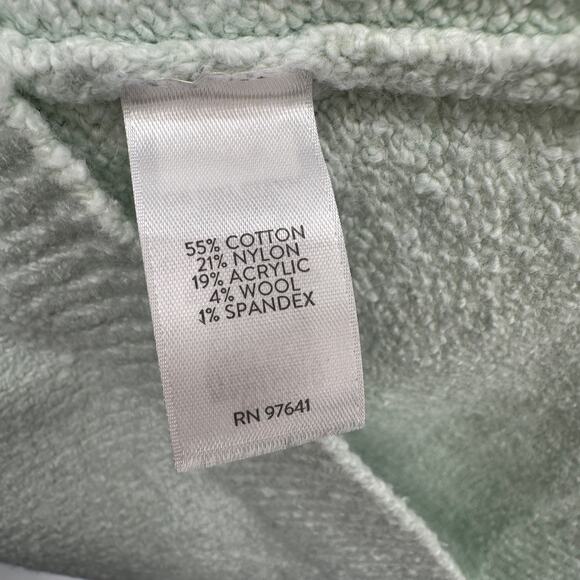 55% COTTON
21% NYLON
19% ACRYLIC
4% WOOL
1% SPANDEX
RN 97641